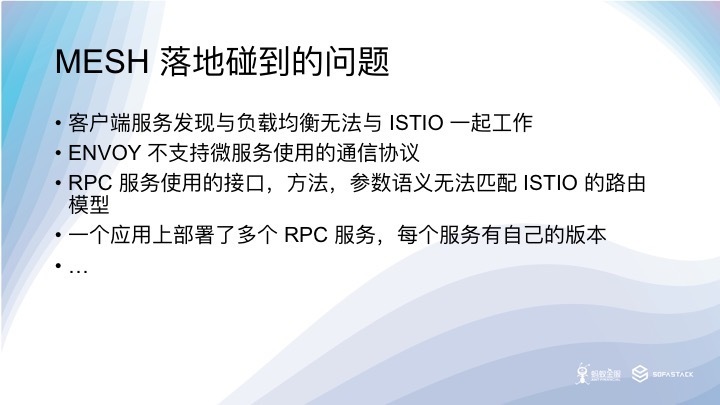 MESH 落地碰到的问题
• 客户端服务发现与负载均衡无法与 ISTIO 一起工作
• ENVOY 不支持微服务使用的通信协议
• RPC 服务使用的接口，方法，参数语义无法匹配 ISTIO 的路由
模型
• 一个应用上部署了多个 RPC 服务，每个服务有自己的版本
• …
蚂蚁金服
SOFASTACK